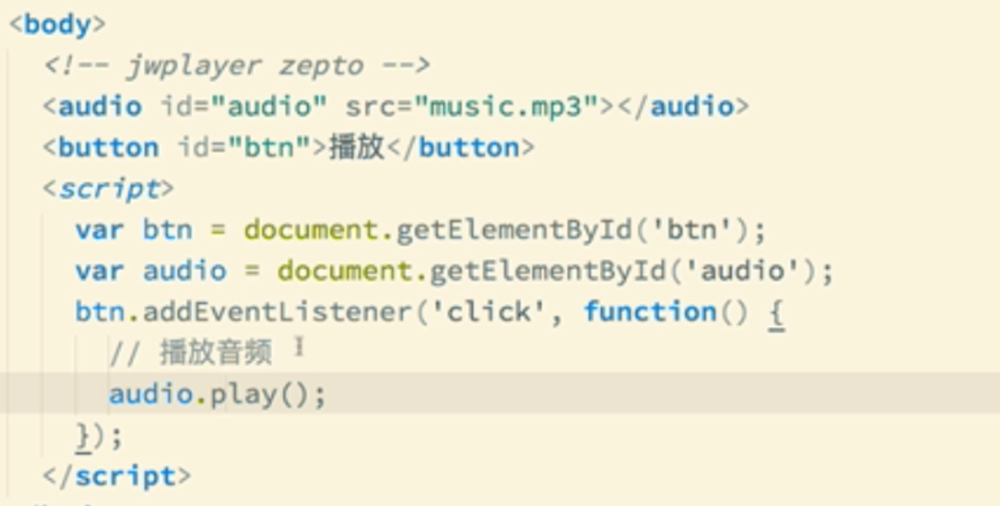 <body>
<!-- jwplayer zepto -->
<audio id="audio" src="music.mp3"></audio>
<button id="btn">播放</button>
<script>
var btn = document.getElementById('btn');
var audio = document.getElementById('audio');
btn.addEventListener('click', function() {
// 播放音频
audio.play();
});
</script>